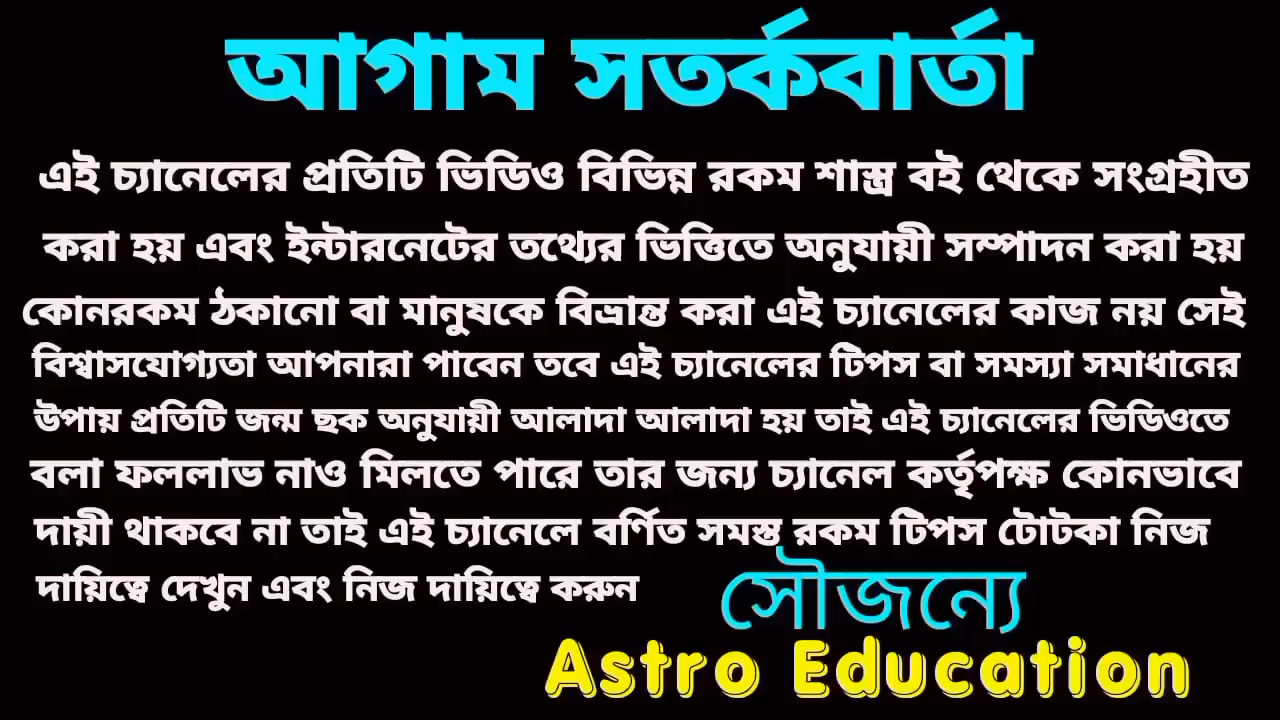 আগাম সতর্কবার্তা
এই চ্যানেলের প্রতিটি ভিডিও বিভিন্ন রকম শাস্ত্র বই থেকে সংগ্রহীত
করা হয় এবং ইন্টারনেটের তথ্যের ভিত্তিতে অনুযায়ী সম্পাদন করা হয়
কোনরকম ঠকানো বা মানুষকে বিভ্রান্ত করা এই চ্যানেলের কাজ নয় সেই
বিশ্বাসযোগ্যতা আপনারা পাবেন তবে এই চ্যানেলের টিপস বা সমস্যা সমাধানের
উপায় প্রতিটি জন্ম ছক অনুযায়ী আলাদা আলাদা হয় তাই এই চ্যানেলের ভিডিওতে
বলা ফললাভ নাও মিলতে পারে তার জন্য চ্যানেল কর্তৃপক্ষ কোনভাবে
দায়ী থাকবে না তাই এই চ্যানেলে বর্ণিত সমস্ত রকম টিপস টোটকা নিজ
দায়িত্বে দেখুন এবং নিজ দায়িত্বে করুন
সৌজন্যে
Astro Education